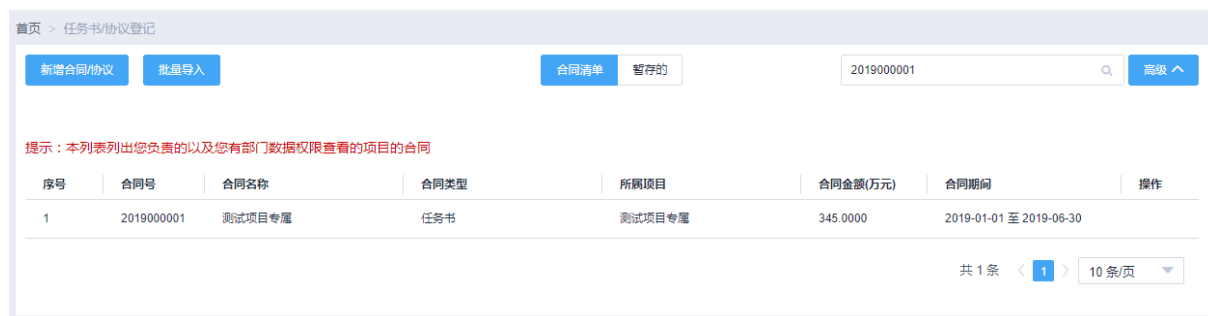 首页 > 任务书/协议登记
新增合同/协议 批量导入 合同清单 暂存的 2019000001 高级
提示：本列表列出您负责的以及您有部门数据权限查看的项目的合同
序号 合同号 合同名称 合同类型 所属项目 合同金额(万元) 合同期间 操作
1 2019000001 测试项目专属 任务书 测试项目专属 345.0000 2019-01-01 至 2019-06-30
共 1 条 1 10 条/页